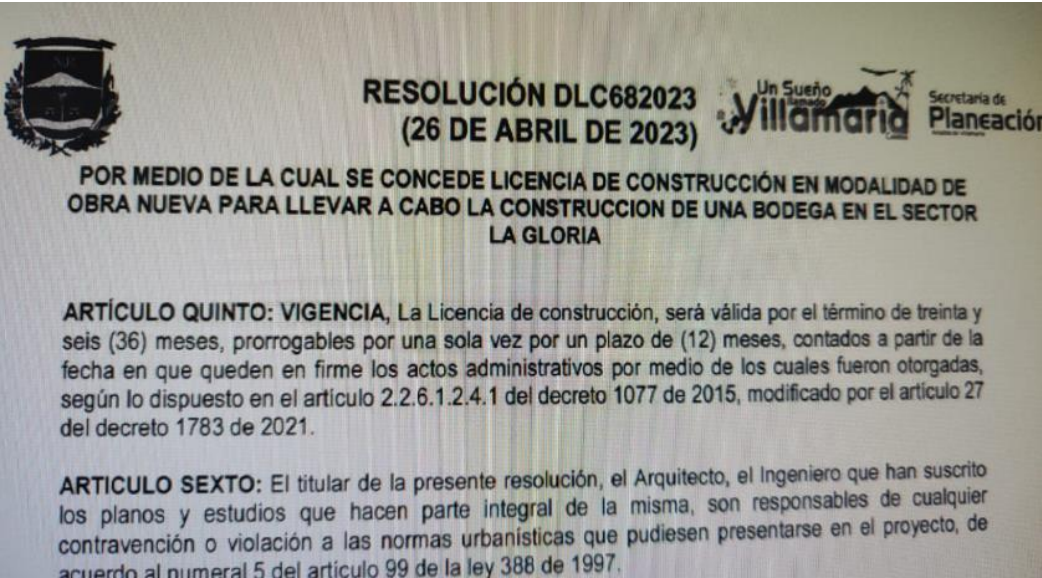 RESOLUCIÓN DLC682023
(26 DE ABRIL DE 2023)
Un Sueño
llamado
Villamaría
Secretaría de
Planeación
POR MEDIO DE LA CUAL SE CONCEDE LICENCIA DE CONSTRUCCIÓN EN MODALIDAD DE
OBRA NUEVA PARA LLEVAR A CABO LA CONSTRUCCION DE UNA BODEGA EN EL SECTOR
LA GLORIA
ARTÍCULO QUINTO: VIGENCIA, La Licencia de construcción, será válida por el término de treinta y
seis (36) meses, prorrogables por una sola vez por un plazo de (12) meses, contados a partir de la
fecha en que queden en firme los actos administrativos por medio de los cuales fueron otorgadas,
según lo dispuesto en el artículo 2.2.6.1.2.4.1 del decreto 1077 de 2015, modificado por el artículo 27
del decreto 1783 de 2021.
ARTICULO SEXTO: El titular de la presente resolución, el Arquitecto, el Ingeniero que han suscrito
los planos y estudios que hacen parte integral de la misma, son responsables de cualquier
contravención o violación a las normas urbanísticas que pudiesen presentarse en el proyecto, de
acuerdo al numeral 5 del artículo 99 de la ley 388 de 1997.